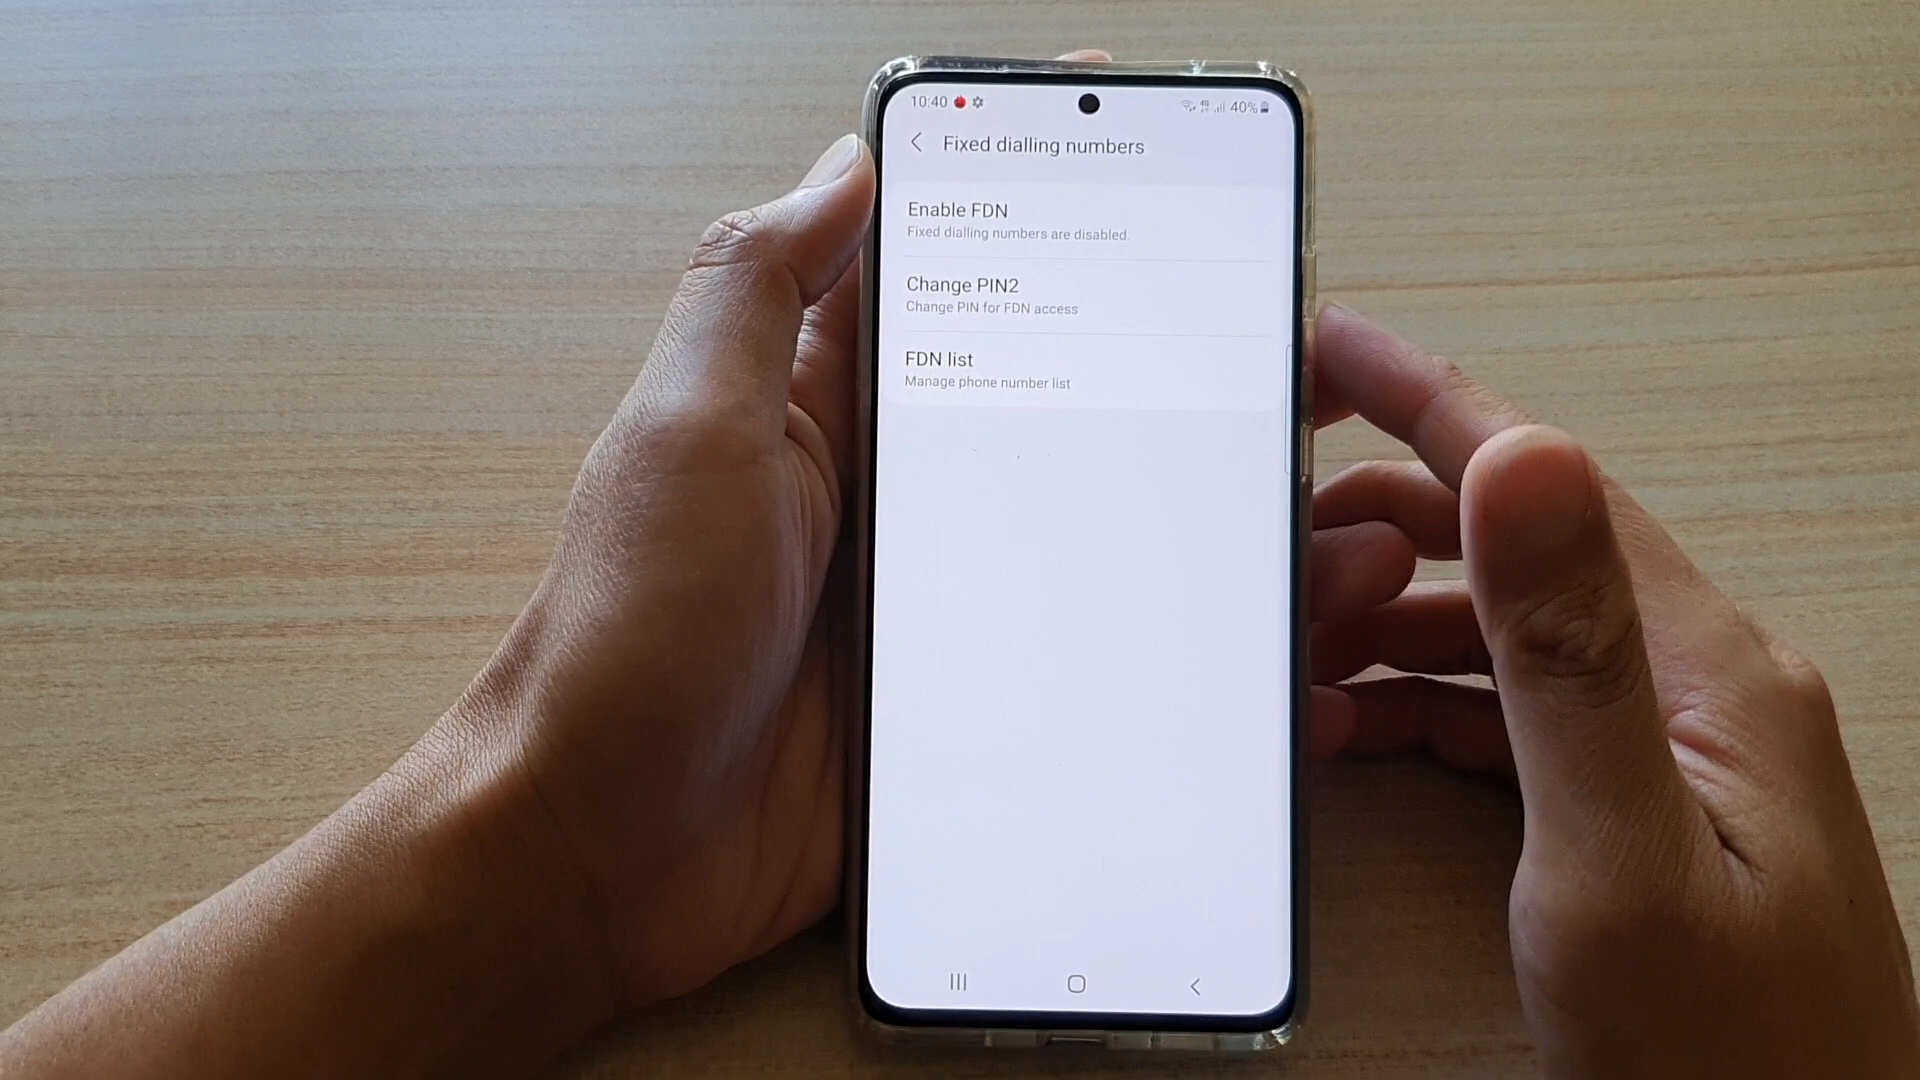 10:40
40%
Fixed dialling numbers
Enable FDN
Fixed dialling numbers are disabled.
Change PIN2
Change PIN for FDN access
FDN list
Manage phone number list